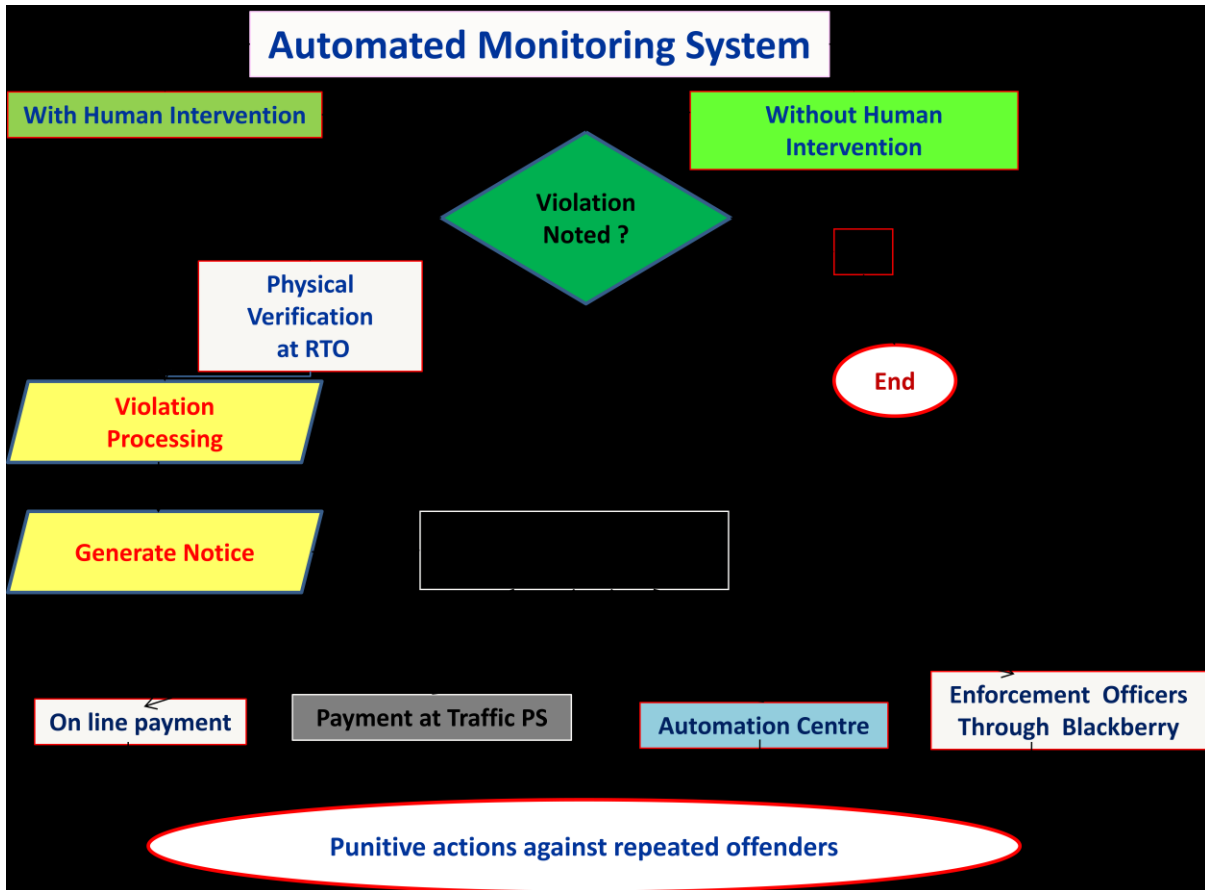 Automated Monitoring System
With Human Intervention
Without Human
Intervention
Violation
Noted ?
Physical
Verification
at RTO
End
Violation
Processing
Generate Notice
On line payment
Payment at Traffic PS
Automation Centre
Enforcement  Officers
Through  Blackberry
Punitive actions against repeated offenders